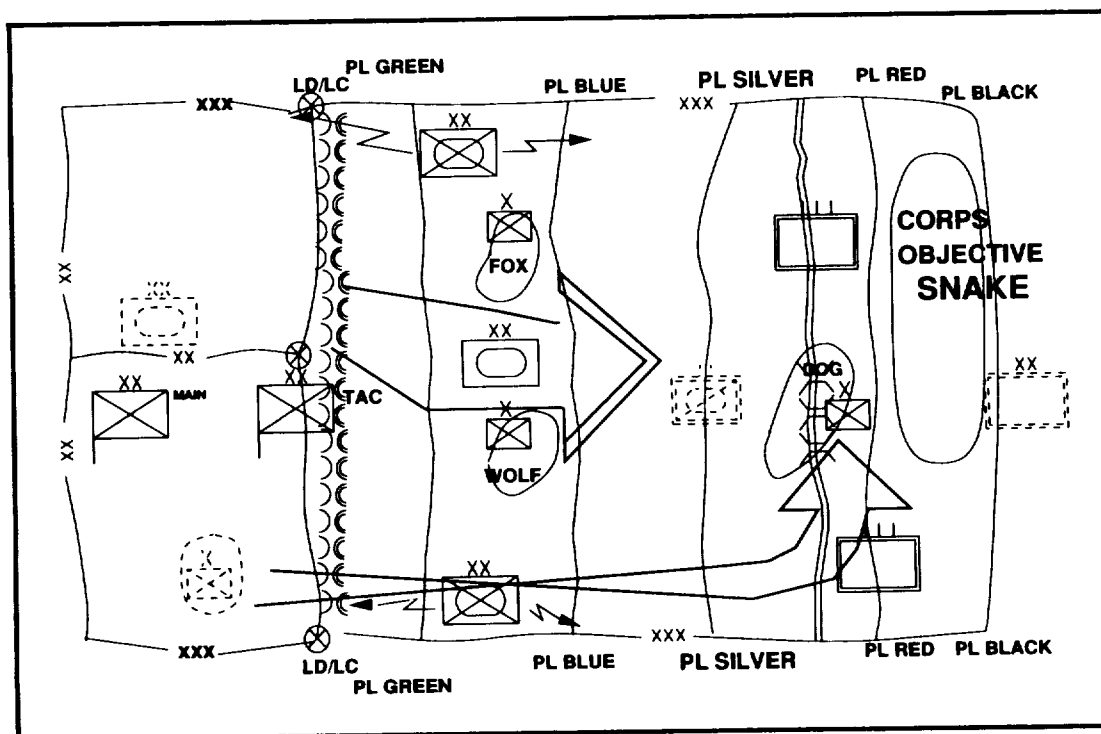 PL GREEN
LD/LC
XXX
PL BLUE
PL SILVER
XXX
PL RED
PL BLACK
XX
X
FOX
CORPS
OBJECTIVE
SNAKE
XX
XX
XX
XX
XX
MAIN
XX
TAC
XX
DOG
X
XX
X
WOLF
X
XX
XXX
XXX
LD/LC
PL GREEN
PL BLUE
PL SILVER
PL RED
PL BLACK